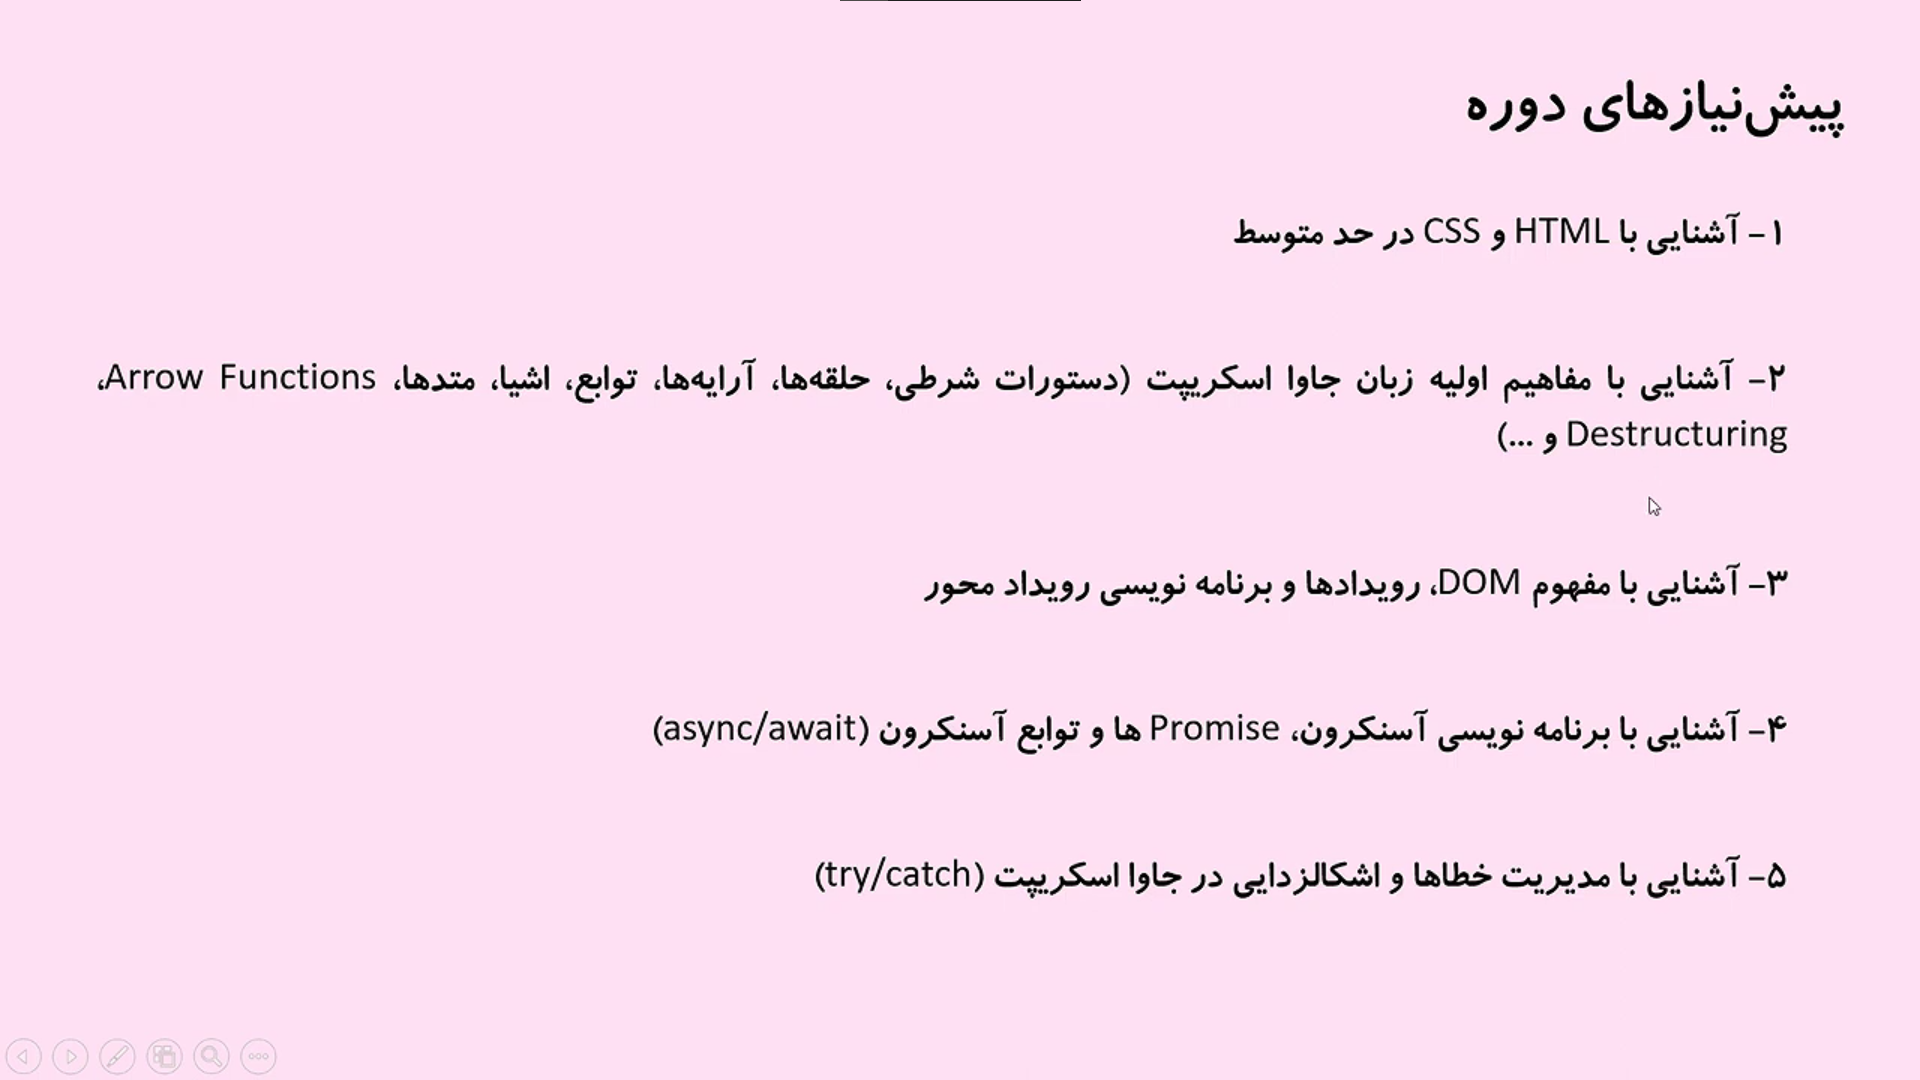 پیش‌نیازهای دوره
۱- آشنایی با HTML و CSS در حد متوسط
۲- آشنایی با مفاهیم اولیه زبان جاوا اسکریپت (دستورات شرطی، حلقه‌ها، آرایه‌ها، توابع، اشیا، متدها، Arrow Functions،
Destructuring و ...)
۳- آشنایی با مفهوم DOM، رویدادها و برنامه نویسی رویداد محور
۴- آشنایی با برنامه نویسی آسنکرون، Promise ها و توابع آسنکرون (async/await)
۵- آشنایی با مدیریت خطاها و اشکالزدایی در جاوا اسکریپت (try/catch)